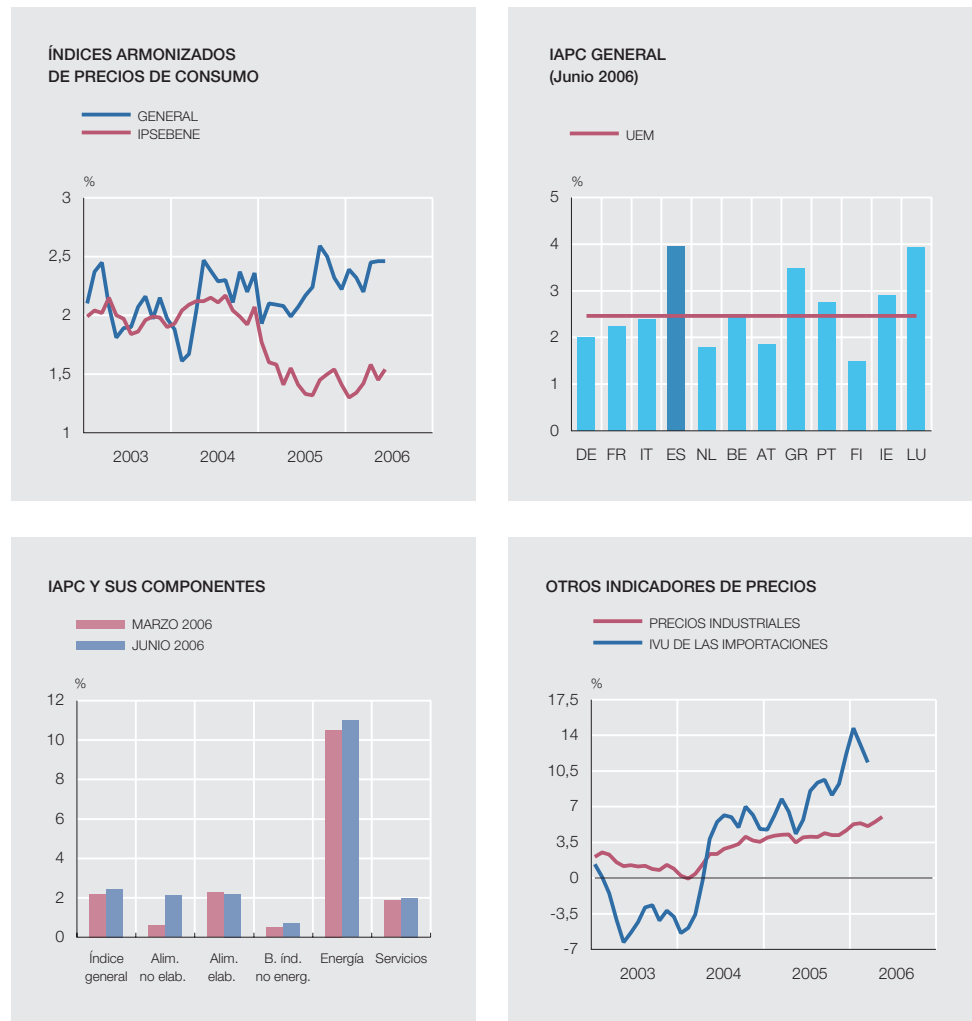 ÍNDICES ARMONIZADOS
DE PRECIOS DE CONSUMO
GENERAL
IPSEBENE
%
3
2,5
2
1,5
1
2003 2004 2005 2006
IAPC GENERAL
(Junio 2006)
UEM
%
5
4
3
2
1
0
DE FR IT ES NL BE AT GR PT FI IE LU
IAPC Y SUS COMPONENTES
MARZO 2006
JUNIO 2006
%
12
10
8
6
4
2
0
Índice Alim. Alim. B. índ. Energía Servicios
general no elab. elab. no energ.
OTROS INDICADORES DE PRECIOS
PRECIOS INDUSTRIALES
IVU DE LAS IMPORTACIONES
%
17,5
14
10,5
7
3,5
0
-3,5
-7
2003 2004 2005 2006